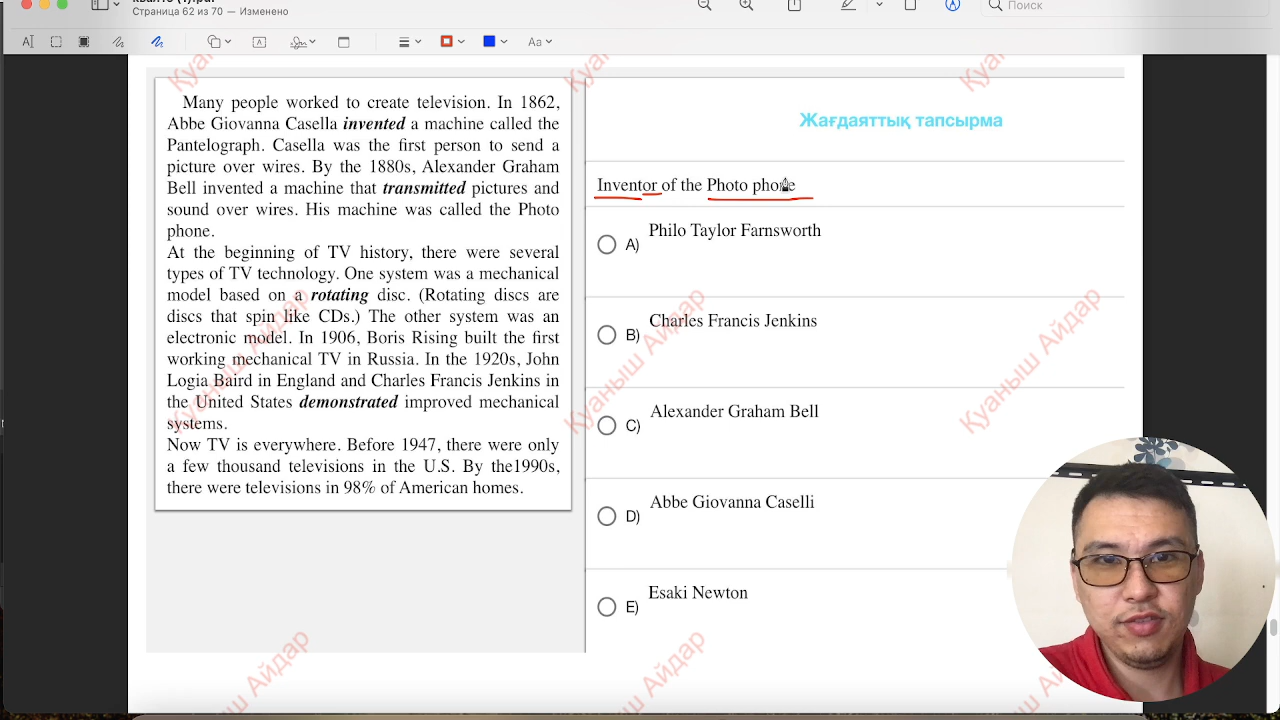 Страница 62 из 70 — Изменено
Поиск
Aa
Many people worked to create television. In 1862,
Abbe Giovanna Casella invented a machine called the
Pantelograph. Casella was the first person to send a
picture over wires. By the 1880s, Alexander Graham
Bell invented a machine that transmitted pictures and
sound over wires. His machine was called the Photo
phone.
At the beginning of TV history, there were several
types of TV technology. One system was a mechanical
model based on a rotating disc. (Rotating discs are
discs that spin like CDs.) The other system was an
electronic model. In 1906, Boris Rising built the first
working mechanical TV in Russia. In the 1920s, John
Logia Baird in England and Charles Francis Jenkins in
the United States demonstrated improved mechanical
systems.
Now TV is everywhere. Before 1947, there were only
a few thousand televisions in the U.S. By the1990s,
there were televisions in 98% of American homes.
Жағдаяттық тапсырма
Inventor of the Photo phone
A) Philo Taylor Farnsworth
B) Charles Francis Jenkins
C) Alexander Graham Bell
D) Abbe Giovanna Caselli
E) Esaki Newton
Қуаныш Айдар
Қуаныш Айдар
Қуаныш Айдар